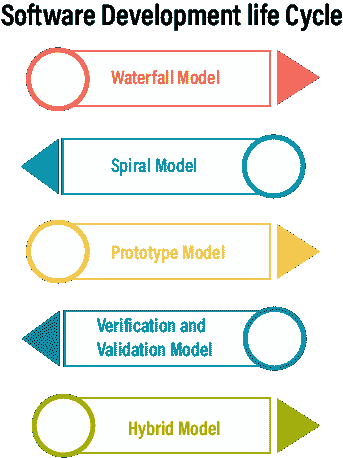 Software Development life Cycle
Waterfall Model
Spiral Model
Prototype Model
Verification and
Validation Model
Hybrid Model